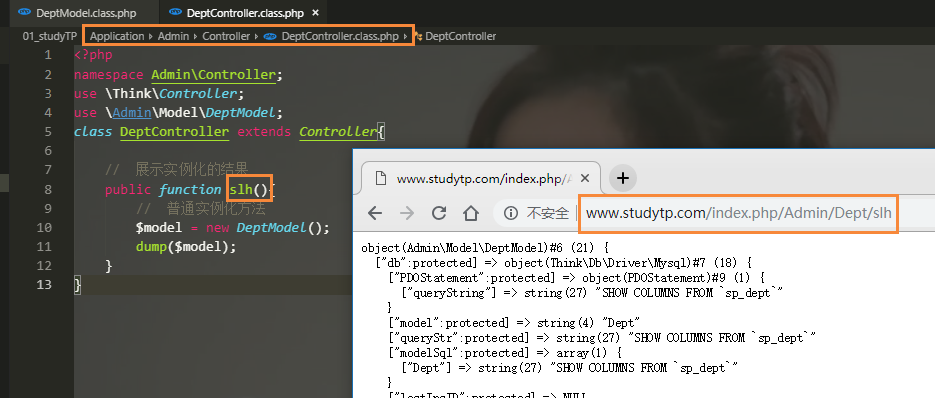 DeptModel.class.php
DeptController.class.php ×
01_studyTP Application › Admin › Controller › DeptController.class.php › DeptController
1 <?php
2 namespace Admin\Controller;
3 use \Think\Controller;
4 use \Admin\Model\DeptModel;
5 class DeptController extends Controller{
6
7 // 展示实例化的结果
8 public function slh(){
9 // 普通实例化方法
10 $model = new DeptModel();
11 dump($model);
12 }
13 }
www.studytp.com/index.php/A ×
不安全 | www.studytp.com/index.php/Admin/Dept/slh
object(Admin\Model\DeptModel)#6 (21) {
["db":protected] => object(Think\Db\Driver\Mysql)#7 (18) {
["PDOStatement":protected] => object(PDOStatement)#9 (1) {
["queryString"] => string(27) "SHOW COLUMNS FROM `sp_dept`"
}
["model":protected] => string(4) "Dept"
["queryStr":protected] => string(27) "SHOW COLUMNS FROM `sp_dept`"
["modelSql":protected] => array(1) {
["Dept"] => string(27) "SHOW COLUMNS FROM `sp_dept`"
}
["lastInsID":protected] => NULL